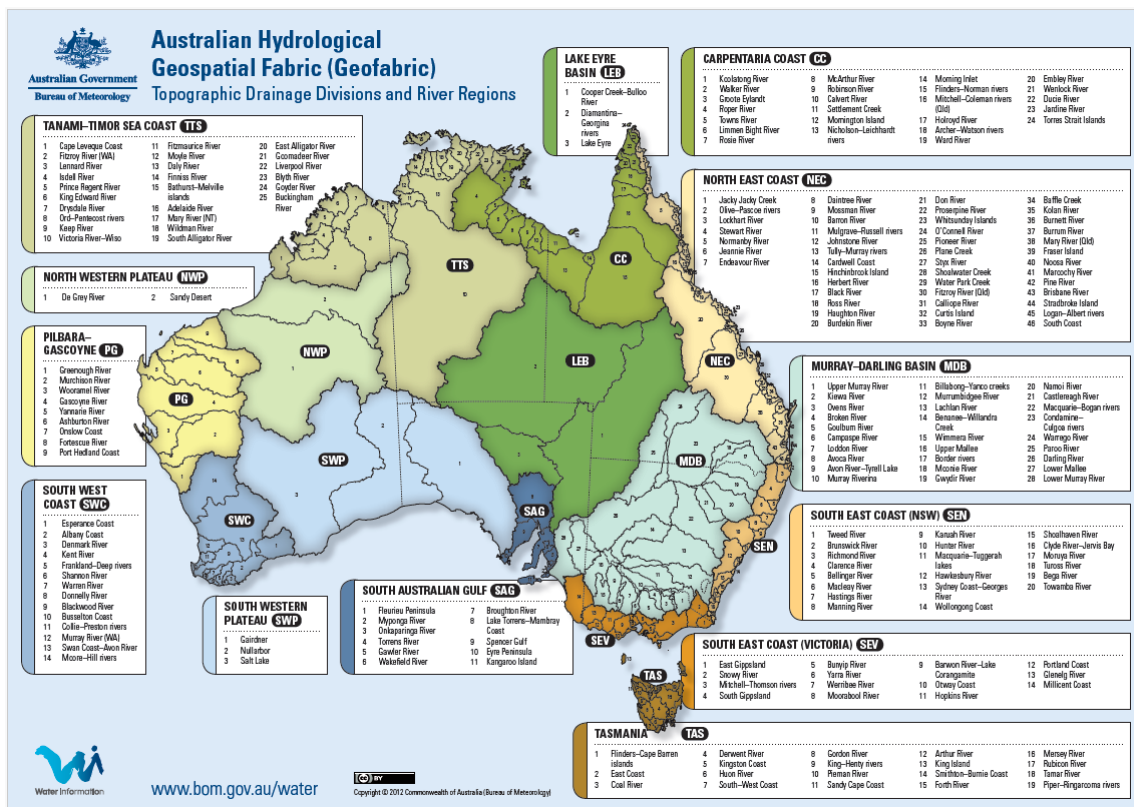 Australian Government
Bureau of Meteorology
Australian Hydrological
Geospatial Fabric (Geofabric)
Topographic Drainage Divisions and River Regions
TANAMI–TIMOR SEA COAST TTS
1 Cape Leveque Coast
2 Fitzroy River (WA)
3 Lennard River
4 Isdell River
5 Prince Regent River
6 King Edward River
7 Drysdale River
8 Ord–Pentecost rivers
9 Keep River
10 Victoria River–Wiso
11 Fitzmaurice River
12 Moyle River
13 Daly River
14 Finniss River
15 Bathurst–Melville
islands
16 Adelaide River
17 Mary River (NT)
18 Wildman River
19 South Alligator River
20 East Alligator River
21 Goomadeer River
22 Liverpool River
23 Blyth River
24 Goyder River
25 Buckingham
River
NORTH WESTERN PLATEAU NWP
1 De Grey River
2 Sandy Desert
PILBARA–
GASCOYNE PG
1 Greenough River
2 Murchison River
3 Wooramel River
4 Gascoyne River
5 Yannarie River
6 Ashburton River
7 Onslow Coast
8 Fortescue River
9 Port Hedland Coast
SOUTH WEST
COAST SWC
1 Esperance Coast
2 Albany Coast
3 Denmark River
4 Kent River
5 Frankland–Deep rivers
6 Shannon River
7 Warren River
8 Donnelly River
9 Blackwood River
10 Busselton Coast
11 Collie–Preston rivers
12 Murray River (WA)
13 Swan Coast–Avon River
14 Moore–Hill rivers
SOUTH WESTERN
PLATEAU SWP
1 Gairdner
2 Nullarbor
3 Salt Lake
SOUTH AUSTRALIAN GULF SAG
1 Fleurieu Peninsula
2 Myponga River
3 Onkaparinga River
4 Torrens River
5 Gawler River
6 Wakefield River
7 Broughton River
8 Lake Torrens–Mambray
Coast
9 Spencer Gulf
10 Eyre Peninsula
11 Kangaroo Island
LAKE EYRE
BASIN LEB
1 Cooper Creek–Bulloo
River
2 Diamantina–
Georgina
rivers
3 Lake Eyre
CARPENTARIA COAST CC
1 Koolatong River
2 Walker River
3 Groote Eylandt
4 Roper River
5 Towns River
6 Limmen Bight River
7 Rosie River
8 McArthur River
9 Robinson River
10 Calvert River
11 Settlement Creek
12 Mornington Island
13 Nicholson–Leichhardt
rivers
14 Morning Inlet
15 Flinders–Norman rivers
16 Mitchell–Coleman rivers
(Qld)
17 Holroyd River
18 Archer–Watson rivers
19 Ward River
20 Embley River
21 Wenlock River
22 Ducie River
23 Jardine River
24 Torres Strait Islands
NORTH EAST COAST NEC
1 Jacky Jacky Creek
2 Olive–Pascoe rivers
3 Lockhart River
4 Stewart River
5 Normanby River
6 Jeannie River
7 Endeavour River
8 Daintree River
9 Mossman River
10 Barron River
11 Mulgrave–Russell rivers
12 Johnstone River
13 Tully–Murray rivers
14 Cardwell Coast
15 Hinchinbrook Island
16 Herbert River
17 Black River
18 Ross River
19 Haughton River
20 Burdekin River
21 Don River
22 Proserpine River
23 Whitsunday Islands
24 O'Connell River
25 Pioneer River
26 Plane Creek
27 Styx River
28 Shoalwater Creek
29 Water Park Creek
30 Fitzroy River (Qld)
31 Calliope River
32 Curtis Island
33 Boyne River
34 Baffle Creek
35 Kolan River
36 Burnett River
37 Burrum River
38 Mary River (Qld)
39 Fraser Island
40 Noosa River
41 Maroochy River
42 Pine River
43 Brisbane River
44 Stradbroke Island
45 Logan–Albert rivers
46 South Coast
MURRAY–DARLING BASIN MDB
1 Upper Murray River
2 Kiewa River
3 Ovens River
4 Broken River
5 Goulburn River
6 Campaspe River
7 Loddon River
8 Avoca River
9 Avon River–Tyrell Lake
10 Murray Riverina
11 Billabong–Yanco creeks
12 Murrumbidgee River
13 Lachlan River
14 Benanee–Willandra
Creek
15 Wimmera River
16 Upper Mallee
17 Border rivers
18 Moonie River
19 Gwydir River
20 Namoi River
21 Castlereagh River
22 Macquarie–Bogan rivers
23 Condamine–
Culgoa rivers
24 Warrego River
25 Paroo River
26 Darling River
27 Lower Mallee
28 Lower Murray River
SOUTH EAST COAST (NSW) SEN
1 Tweed River
2 Brunswick River
3 Richmond River
4 Clarence River
5 Bellinger River
6 Macleay River
7 Hastings River
8 Manning River
9 Karuah River
10 Hunter River
11 Macquarie–Tuggerah
lakes
12 Hawkesbury River
13 Sydney Coast–Georges
River
14 Wollongong Coast
15 Shoalhaven River
16 Clyde River–Jervis Bay
17 Moruya River
18 Tuross River
19 Bega River
20 Towamba River
SOUTH EAST COAST (VICTORIA) SEV
1 East Gippsland
2 Snowy River
3 Mitchell–Thomson rivers
4 South Gippsland
5 Bunyip River
6 Yarra River
7 Werribee River
8 Moorabool River
9 Barwon River–Lake
Corangamite
10 Otway Coast
11 Hopkins River
12 Portland Coast
13 Glenelg River
14 Millicent Coast
TASMANIA TAS
1 Flinders–Cape Barren
islands
2 East Coast
3 Coal River
4 Derwent River
5 Kingston Coast
6 Huon River
7 South–West Coast
8 Gordon River
9 King–Henty rivers
10 Pieman River
11 Sandy Cape Coast
12 Arthur River
13 King Island
14 Smithton–Burnie Coast
15 Forth River
16 Mersey River
17 Rubicon River
18 Tamar River
19 Piper–Ringarooma rivers
TTS
CC
NWP
LEB
NEC
PG
SWP
MDB
SWC
SAG
SEN
SEV
TAS
Water Information
www.bom.gov.au/water
CC BY
Copyright © 2012 Commonwealth of Australia (Bureau of Meteorology)